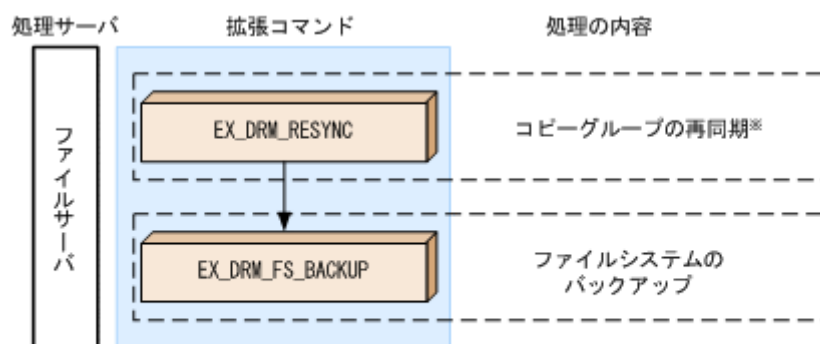 処理サーバ 拡張コマンド 処理の内容
ファイルサーバ
EX_DRM_RESYNC
コピーグループの再同期※
EX_DRM_FS_BACKUP
ファイルシステムの
バックアップ